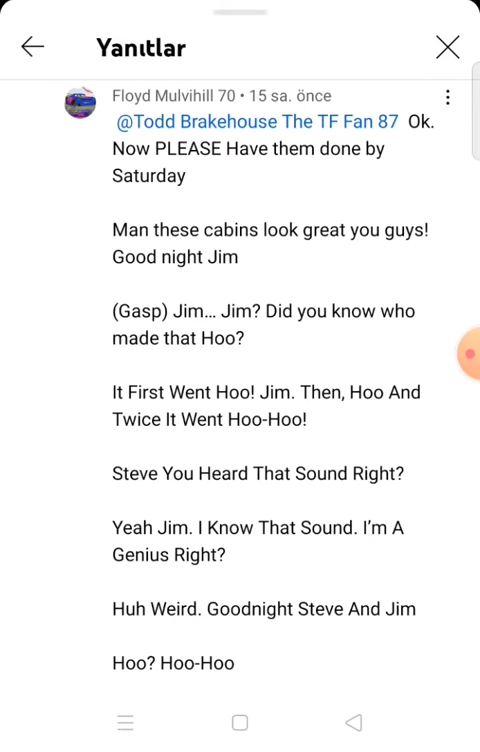 Yanıtlar
Floyd Mulvihill 70 • 15 sa. önce
@Todd Brakehouse The TF Fan 87 Ok.
Now PLEASE Have them done by
Saturday
Man these cabins look great you guys!
Good night Jim
(Gasp) Jim... Jim? Did you know who
made that Hoo?
It First Went Hoo! Jim. Then, Hoo And
Twice It Went Hoo-Hoo!
Steve You Heard That Sound Right?
Yeah Jim. I Know That Sound. I'm A
Genius Right?
Huh Weird. Goodnight Steve And Jim
Hoo? Hoo-Hoo